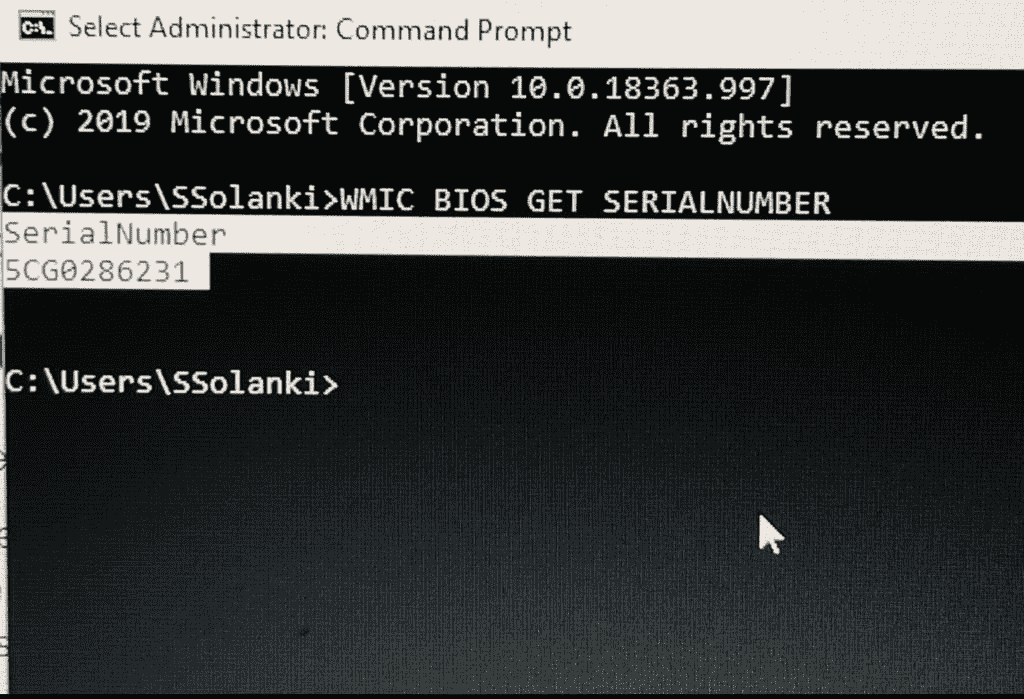 Select Administrator: Command Prompt
Microsoft Windows [Version 10.0.18363.997]
(c) 2019 Microsoft Corporation. All rights reserved.
C:\Users\SSolanki>WMIC BIOS GET SERIALNUMBER
SerialNumber
5CG0286231
C:\Users\SSolanki>